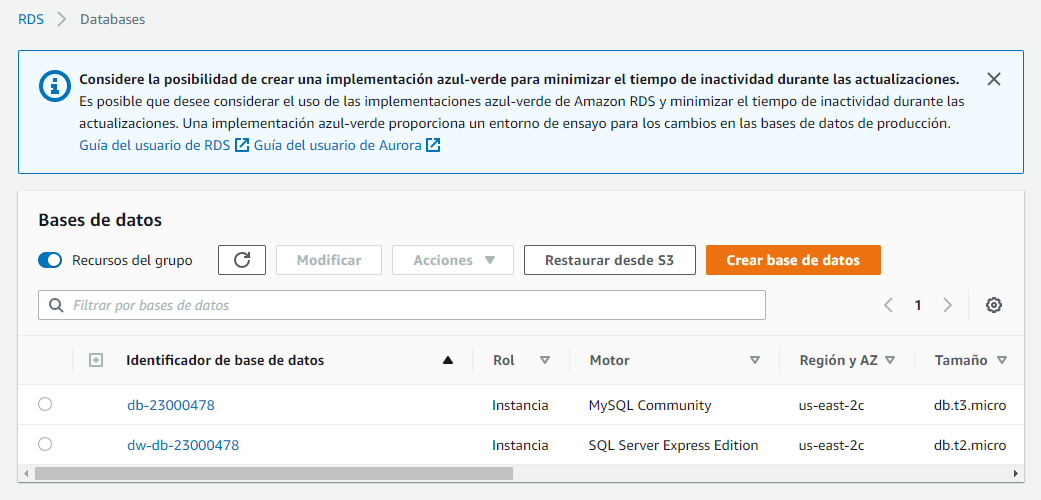 RDS > Databases
Considere la posibilidad de crear una implementación azul-verde para minimizar el tiempo de inactividad durante las actualizaciones.
Es posible que desee considerar el uso de las implementaciones azul-verde de Amazon RDS y minimizar el tiempo de inactividad durante las
actualizaciones. Una implementación azul-verde proporciona un entorno de ensayo para los cambios en las bases de datos de producción.
Guía del usuario de RDS Guía del usuario de Aurora
Bases de datos
Recursos del grupo Modificar Acciones Restaurar desde S3 Crear base de datos
Filtrar por bases de datos 1
Identificador de base de datos Rol Motor Región y AZ Tamaño
db-23000478 Instancia MySQL Community us-east-2c db.t3.micro
dw-db-23000478 Instancia SQL Server Express Edition us-east-2c db.t2.micro